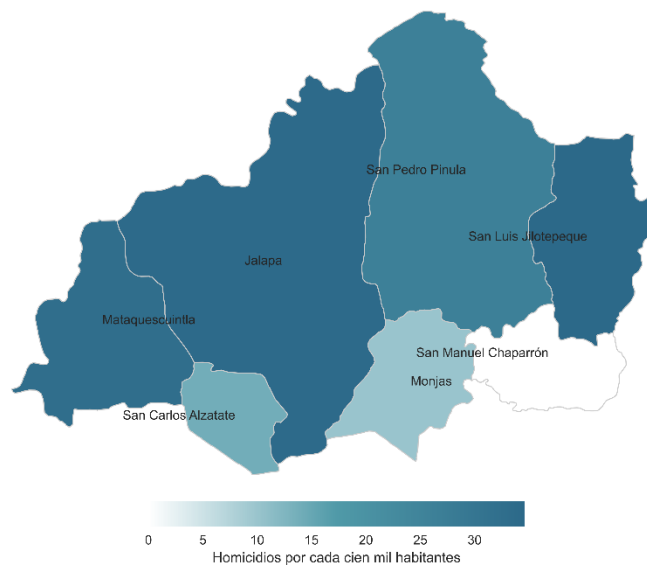 San Pedro Pinula
San Luis Jilotepeque
Jalapa
Mataquescuintla
San Manuel Chaparrón
Monjas
San Carlos Alzatate
0 5 10 15 20 25 30
Homicidios por cada cien mil habitantes